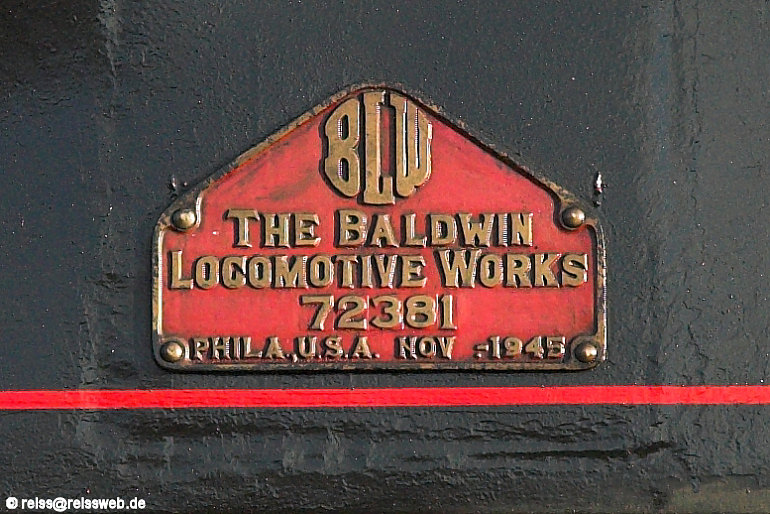 BLW
THE BALDWIN
LOCOMOTIVE WORKS
72381
PHILA., U.S.A. NOV -1945
© reiss@reissweb.de